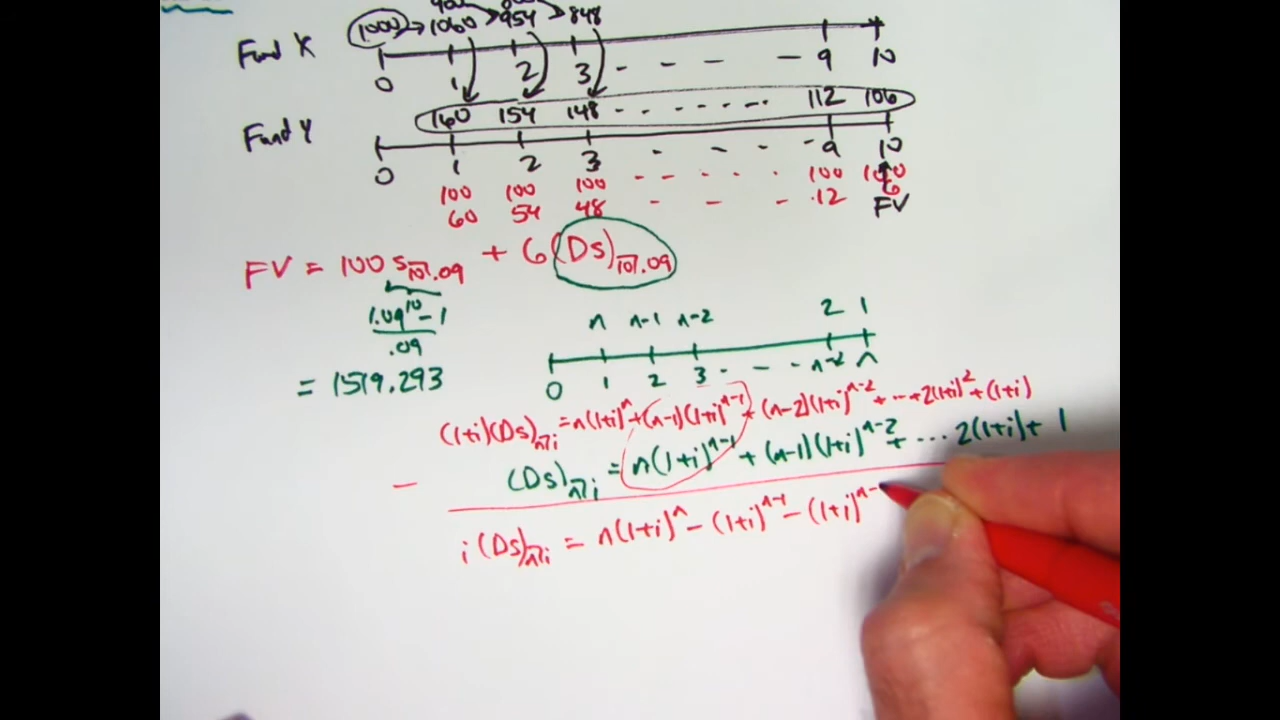 1000 → 1060 954 848
Fund X
0 1 2 3 - - - - 9 10
160 154 148 - - - - - - 112 106
Fund Y
0 1 2 3 - - - - 9 10
100 100 100 - - - - - - 100 100
60 54 48 - - - - 12 6
FV
FV = 100 s_{10⌉.09} + 6(Ds)_{10⌉.09}
1.09^{10} - 1
.09
= 1519.293
n n-1 n-2 2 1
0 1 2 3 - - - - n-2 n
(1+i)(Ds)_{n⌉i} = n(1+i)^n + (n-1)(1+i)^{n-1} + (n-2)(1+i)^{n-2} + ... + 2(1+i)^2 + (1+i)
(Ds)_{n⌉i} = n(1+i)^{n-1} + (n-1)(1+i)^{n-2} + ... 2(1+i) + 1
-
i(Ds)_{n⌉i} = n(1+i)^n - (1+i)^{n-1} - (1+i)^{n-